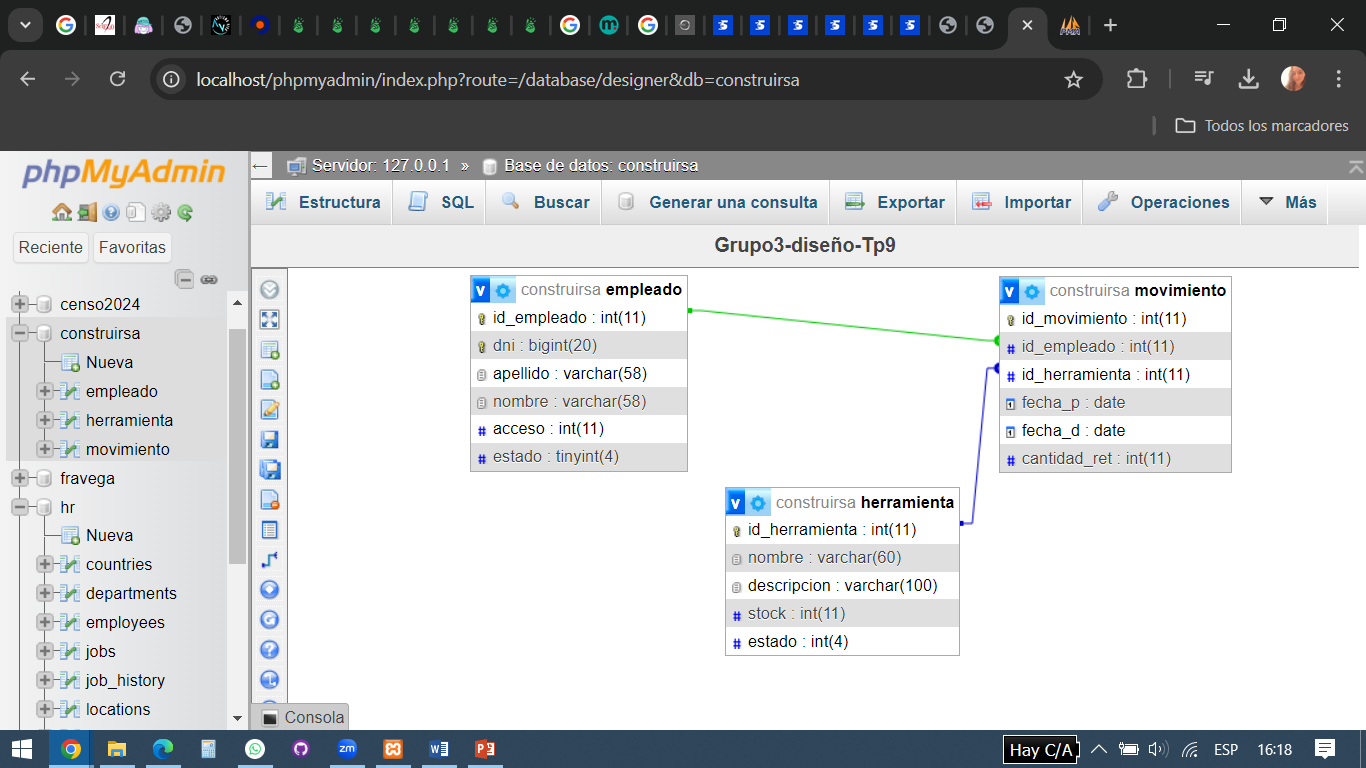 localhost/phpmyadmin/index.php?route=/database/designer&db=construirsa
Todos los marcadores
phpMyAdmin
Reciente
Favoritas
censo2024
construirsa
Nueva
empleado
herramienta
movimiento
fravega
hr
Nueva
countries
departments
employees
jobs
job_history
locations
Servidor: 127.0.0.1 » Base de datos: construirsa
Estructura
SQL
Buscar
Generar una consulta
Exportar
Importar
Operaciones
Más
Grupo3-diseño-Tp9
v construirsa empleado
id_empleado : int(11)
dni : bigint(20)
apellido : varchar(58)
nombre : varchar(58)
# acceso : int(11)
# estado : tinyint(4)
v construirsa movimiento
id_movimiento : int(11)
# id_empleado : int(11)
# id_herramienta : int(11)
fecha_p : date
fecha_d : date
# cantidad_ret : int(11)
v construirsa herramienta
id_herramienta : int(11)
nombre : varchar(60)
descripcion : varchar(100)
# stock : int(11)
# estado : int(4)
Consola
Hay C/A
ESP
16:18